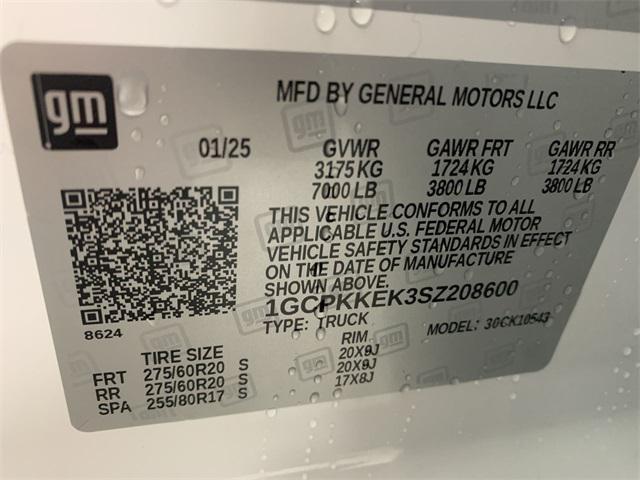 gm
MFD BY GENERAL MOTORS LLC
01/25 GVWR GAWR FRT GAWR RR
3175 KG 1724 KG 1724 KG
7000 LB 3800 LB 3800 LB
THIS VEHICLE CONFORMS TO ALL
APPLICABLE U.S. FEDERAL MOTOR
VEHICLE SAFETY STANDARDS IN EFFECT
ON THE DATE OF MANUFACTURE
SHOWN ABOVE.
1GCPKKEK3SZ208600
TYPE: TRUCK MODEL: 30CK10543
8624
TIRE SIZE RIM
FRT 275/60R20 S 20X9J
RR 275/60R20 S 20X9J
SPA 255/80R17 S 17X8J